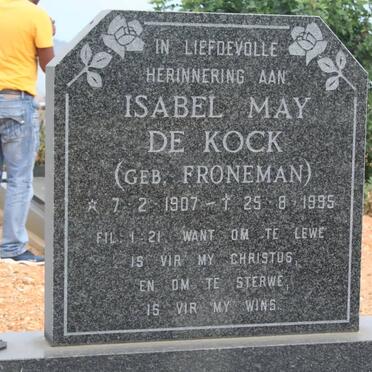 IN LIEFDEVOLLE
HERINNERING AAN
ISABEL MAY
DE KOCK
(GEB. FRONEMAN)
☆ 7-2-1907 - † 25-8-1995
FIL. 1-21 WANT OM TE LEWE
IS VIR MY CHRISTUS,
EN OM TE STERWE,
IS VIR MY WINS.